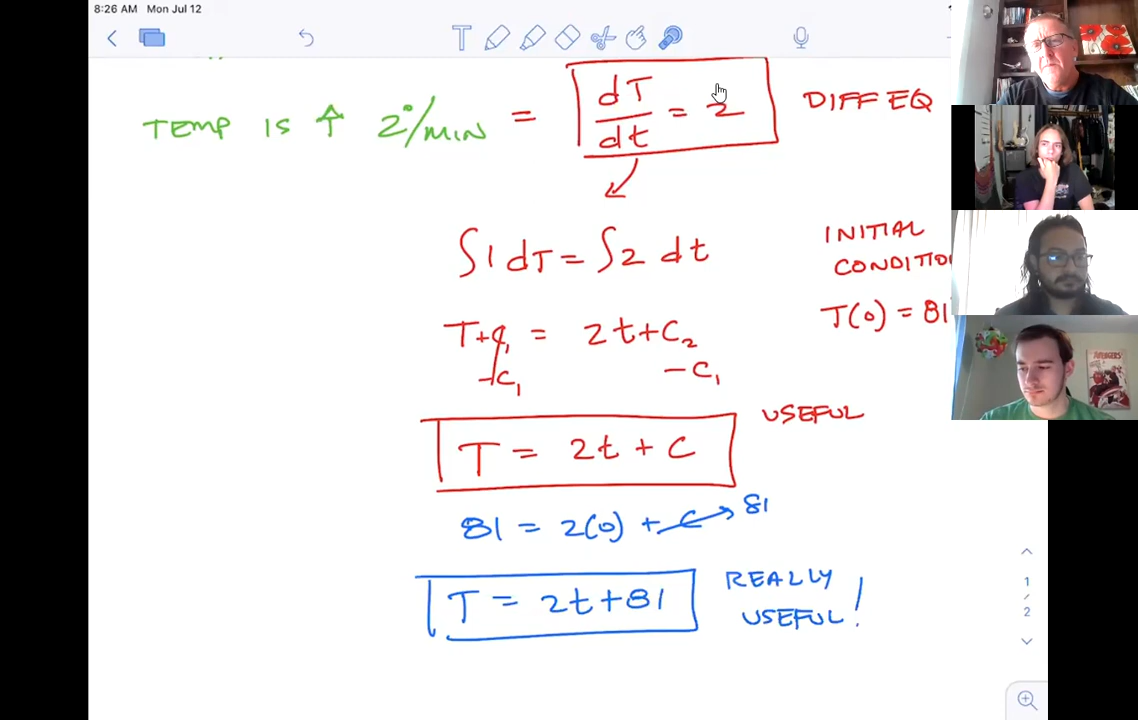 8:26 AM Mon Jul 12
TEMP IS ↑ 2°/MIN = dT/dt = 2 DIFF EQ
∫1 dT = ∫2 dt
INITIAL
CONDITIO
T(0) = 81
T+C₁ = 2t+C₂
-C₁ -C₁
USEFUL
T = 2t + C
81 = 2(0) + C → 81
T = 2t+81
REALLY
USEFUL!
1
/
2
AVENGERS